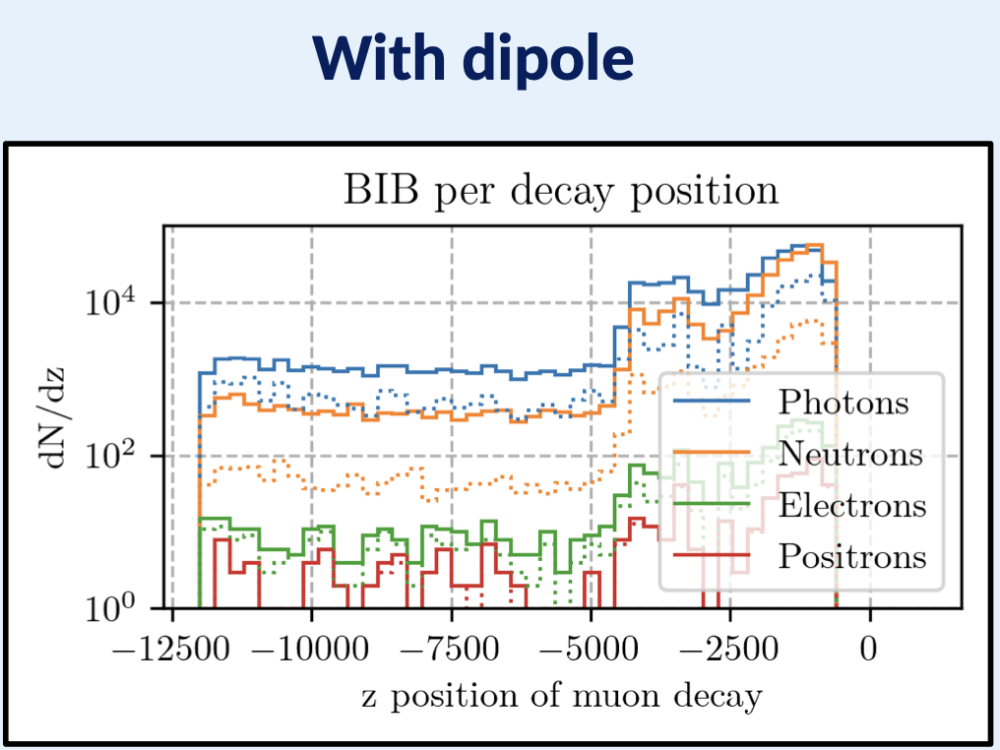 With dipole
BIB per decay position
dN/dz
10⁴
10²
10⁰
Photons
Neutrons
Electrons
Positrons
−12500 −10000 −7500 −5000 −2500 0
z position of muon decay